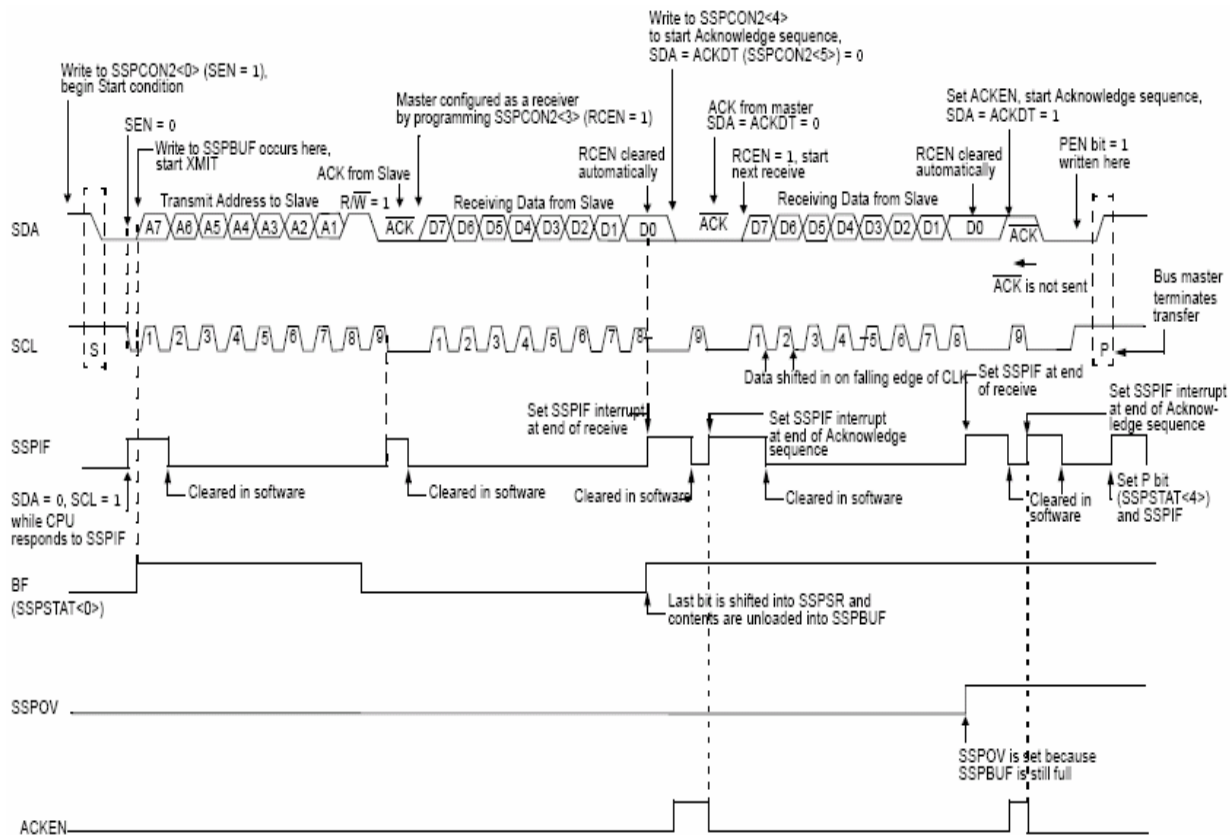 Write to SSPCON2<4>
to start Acknowledge sequence,
SDA = ACKDT (SSPCON2<5>) = 0
Write to SSPCON2<0> (SEN = 1),
begin Start condition
SEN = 0
Write to SSPBUF occurs here,
start XMIT
Master configured as a receiver
by programming SSPCON2<3> (RCEN = 1)
ACK from Slave
ACK from master
SDA = ACKDT = 0
Set ACKEN, start Acknowledge sequence,
SDA = ACKDT = 1
RCEN cleared
automatically
RCEN = 1, start
next receive
RCEN cleared
automatically
PEN bit = 1
written here
Transmit Address to Slave
R/W = 1
Receiving Data from Slave
Receiving Data from Slave
SDA
A7 A6 A5 A4 A3 A2 A1 ACK D7 D6 D5 D4 D3 D2 D1 D0 ACK D7 D6 D5 D4 D3 D2 D1 D0 ACK
ACK is not sent
Bus master
terminates
transfer
SCL
S 1 2 3 4 5 6 7 8 9 1 2 3 4 5 6 7 8 9 1 2 3 4 5 6 7 8 9 P
Data shifted in on falling edge of CLK
Set SSPIF at end
of receive
Set SSPIF interrupt
at end of receive
Set SSPIF interrupt
at end of Acknowledge
sequence
Set SSPIF interrupt
at end of Acknow-
ledge sequence
SSPIF
Cleared in software
Cleared in software
Cleared in software
Cleared in software
Cleared in
software
Set P bit
(SSPSTAT<4>)
and SSPIF
SDA = 0, SCL = 1
while CPU
responds to SSPIF
BF
(SSPSTAT<0>)
Last bit is shifted into SSPSR and
contents are unloaded into SSPBUF
SSPOV
SSPOV is set because
SSPBUF is still full
ACKEN